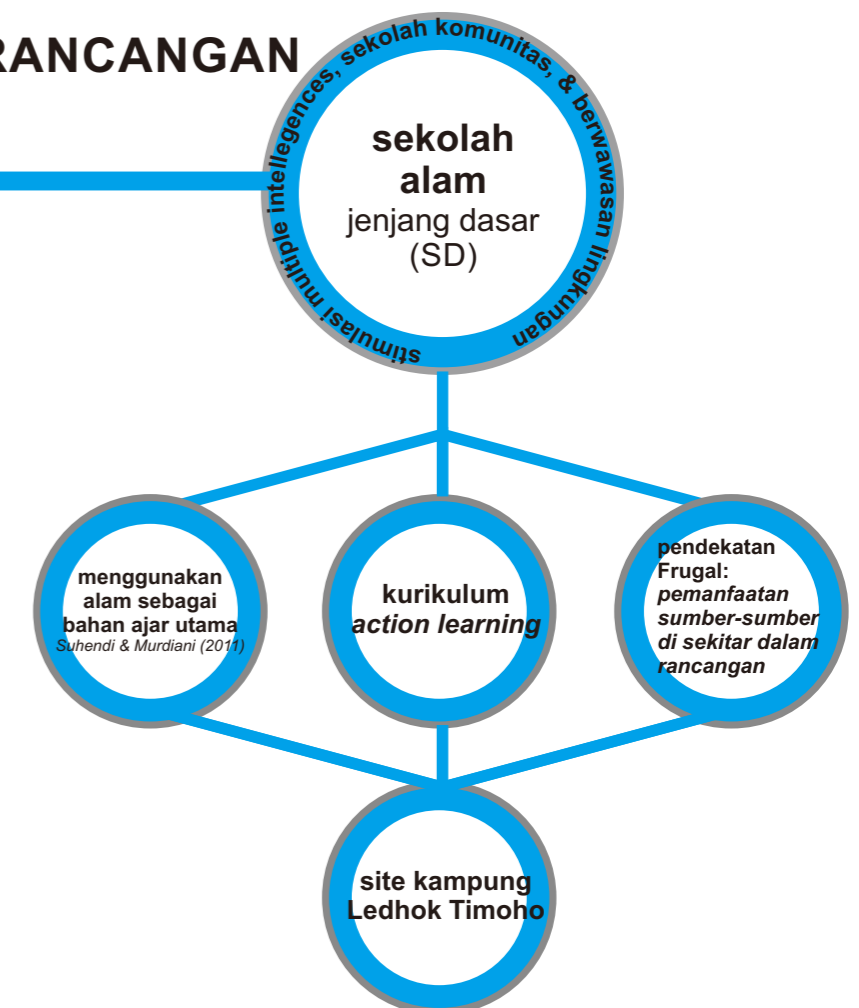 RANCANGAN
stimulasi multiple intellegences, sekolah komunitas, & berwawasan lingkungan
sekolah
alam
jenjang dasar
(SD)
menggunakan
alam sebagai
bahan ajar utama
Suhendi & Murdiani (2011)
kurikulum
action learning
pendekatan
Frugal:
pemanfaatan
sumber-sumber
di sekitar dalam
rancangan
site kampung
Ledhok Timoho